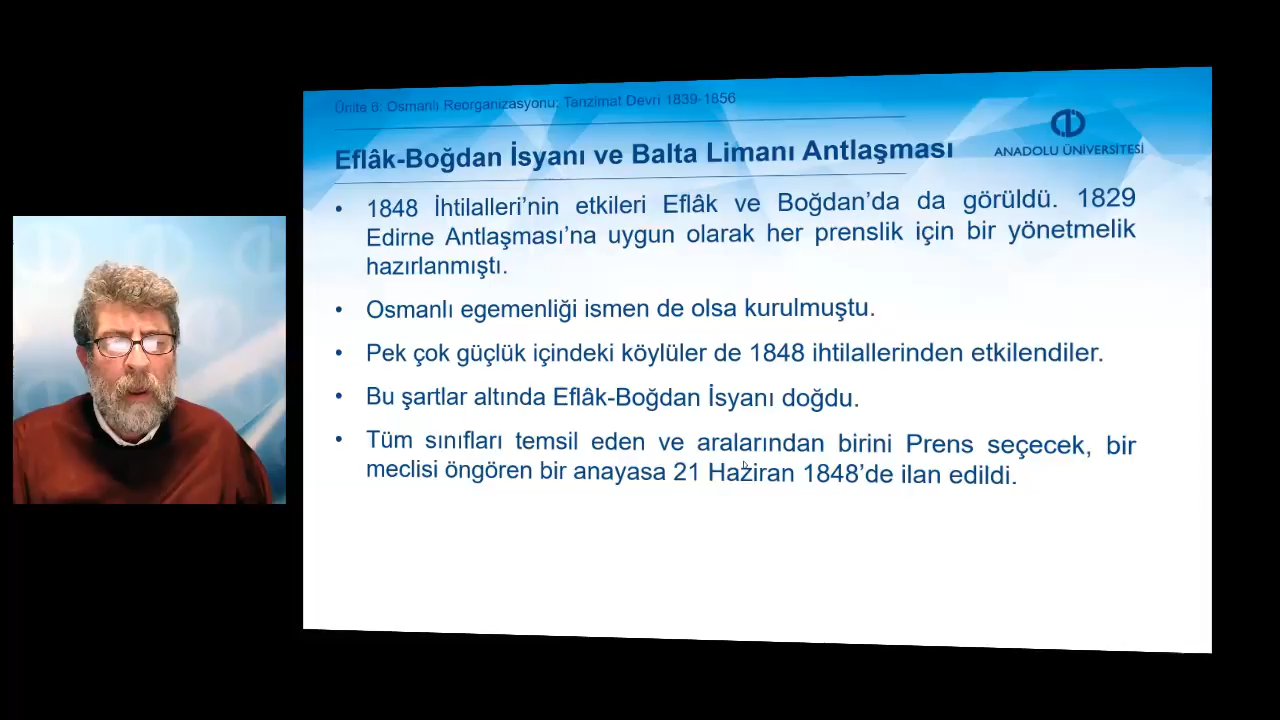 Ünite 6: Osmanlı Reorganizasyonu: Tanzimat Devri 1839-1856
Eflâk-Boğdan İsyanı ve Balta Limanı Antlaşması
ANADOLU ÜNİVERSİTESİ
• 1848 İhtilalleri’nin etkileri Eflâk ve Boğdan’da da görüldü. 1829
Edirne Antlaşması’na uygun olarak her prenslik için bir yönetmelik
hazırlanmıştı.
• Osmanlı egemenliği ismen de olsa kurulmuştu.
• Pek çok güçlük içindeki köylüler de 1848 ihtilallerinden etkilendiler.
• Bu şartlar altında Eflâk-Boğdan İsyanı doğdu.
• Tüm sınıfları temsil eden ve aralarından birini Prens seçecek, bir
meclisi öngören bir anayasa 21 Haziran 1848’de ilan edildi.